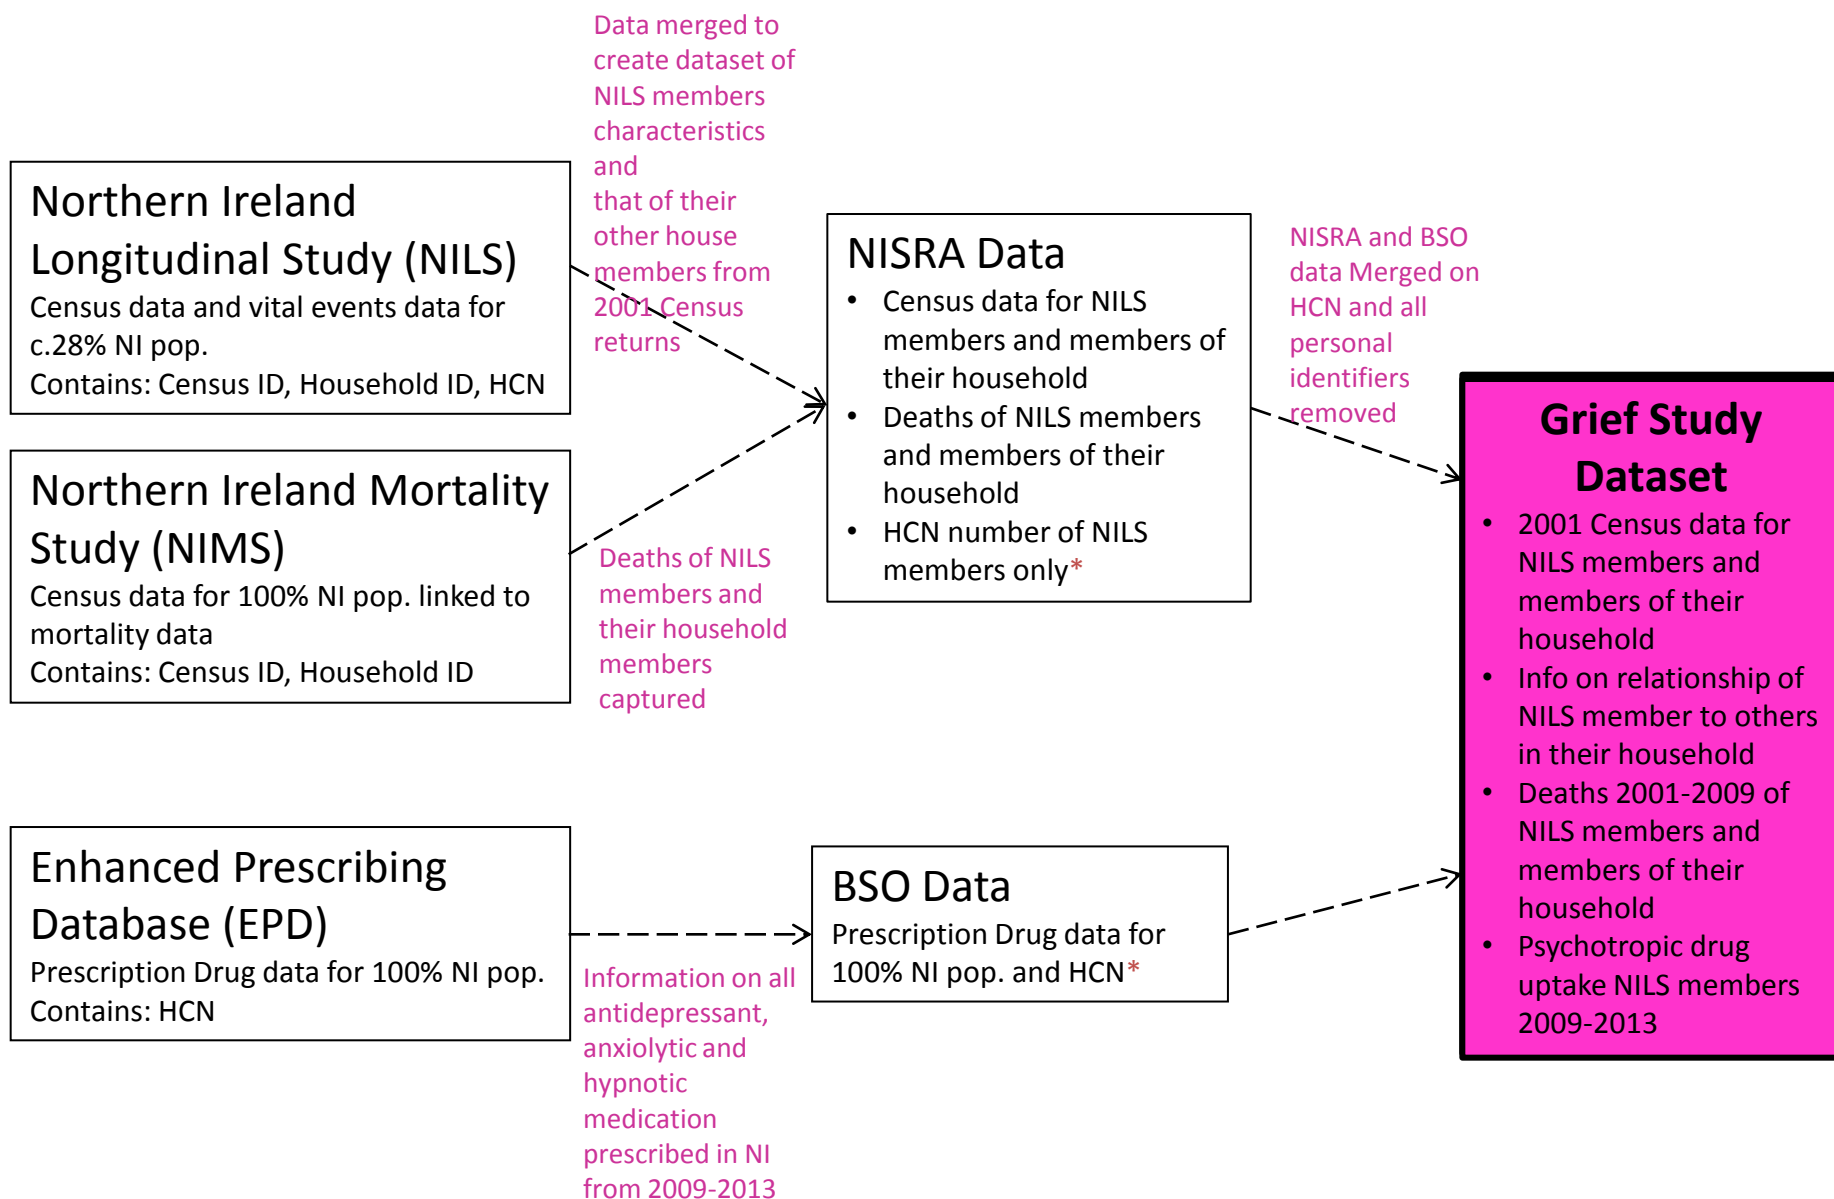 Data merged to
create dataset of
NILS members
characteristics
and
that of their
other house
members from
2001 Census
returns
Northern Ireland
Longitudinal Study (NILS)
Census data and vital events data for
c.28% NI pop.
Contains: Census ID, Household ID, HCN
Northern Ireland Mortality
Study (NIMS)
Census data for 100% NI pop. linked to
mortality data
Contains: Census ID, Household ID
Deaths of NILS
members and
their household
members
captured
NISRA Data
• Census data for NILS
members and members of
their household
• Deaths of NILS members
and members of their
household
• HCN number of NILS
members only*
NISRA and BSO
data Merged on
HCN and all
personal
identifiers
removed
Enhanced Prescribing
Database (EPD)
Prescription Drug data for 100% NI pop.
Contains: HCN
Information on all
antidepressant,
anxiolytic and
hypnotic
medication
prescribed in NI
from 2009-2013
BSO Data
Prescription Drug data for
100% NI pop. and HCN*
Grief Study
Dataset
• 2001 Census data for
NILS members and
members of their
household
• Info on relationship of
NILS member to others
in their household
• Deaths 2001-2009 of
NILS members and
members of their
household
• Psychotropic drug
uptake NILS members
2009-2013